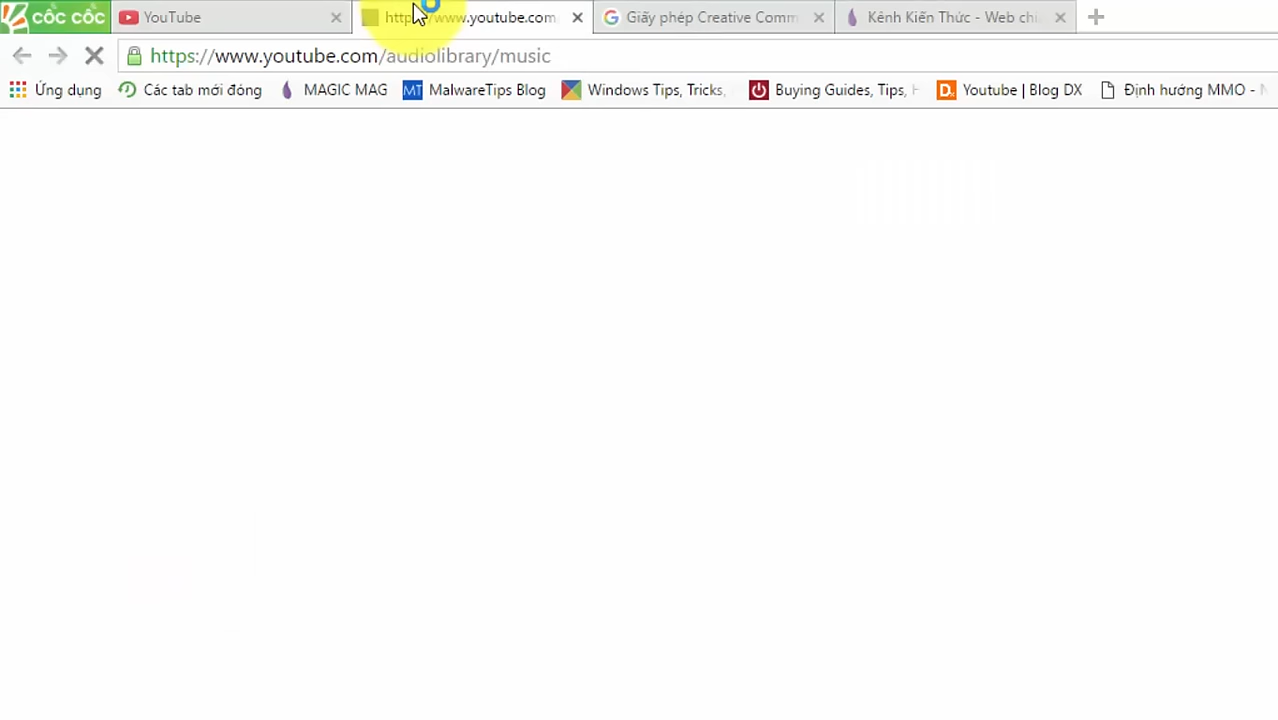 cốc cốc YouTube https://www.youtube.com Giấy phép Creative Comm Kênh Kiến Thức - Web chi
https://www.youtube.com/audiolibrary/music
Ứng dụng Các tab mới đóng MAGIC MAG MT MalwareTips Blog Windows Tips, Tricks, Buying Guides, Tips, H Youtube | Blog DX Định hướng MMO -